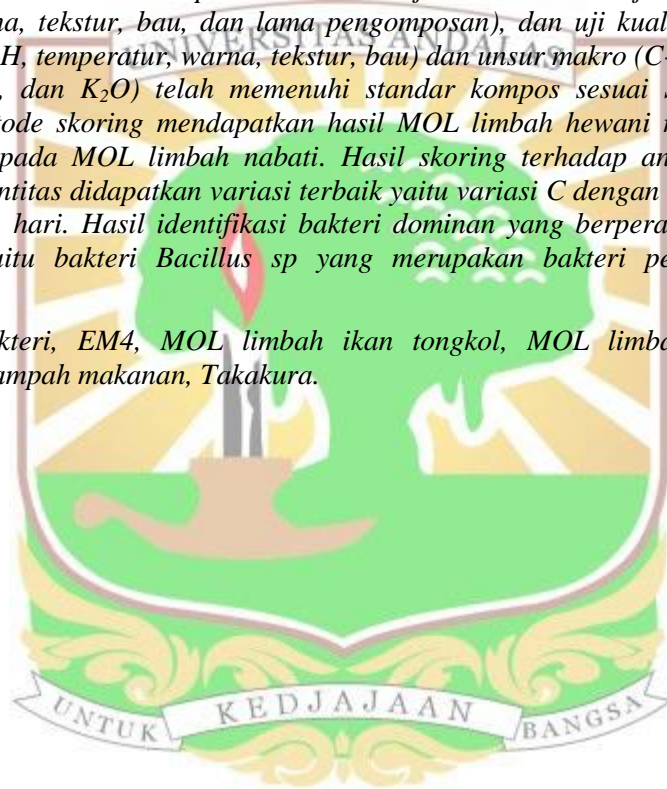 na, tekstur, bau, dan lama pengomposan), dan uji kual
H, temperatur, warna, tekstur, bau) dan unsur makro (C-
, dan K₂O) telah memenuhi standar kompos sesuai
tode skoring mendapatkan hasil MOL limbah hewani
pada MOL limbah nabati. Hasil skoring terhadap an
ntitas didapatkan variasi terbaik yaitu variasi C dengan
hari. Hasil identifikasi bakteri dominan yang berpera
uitu bakteri Bacillus sp yang merupakan bakteri pe
kteri, EM4, MOL limbah ikan tongkol, MOL limba
ampah makanan, Takakura.
UNIVERSITAS ANDALAS
UNTUK KEDJAJAAN BANGSA